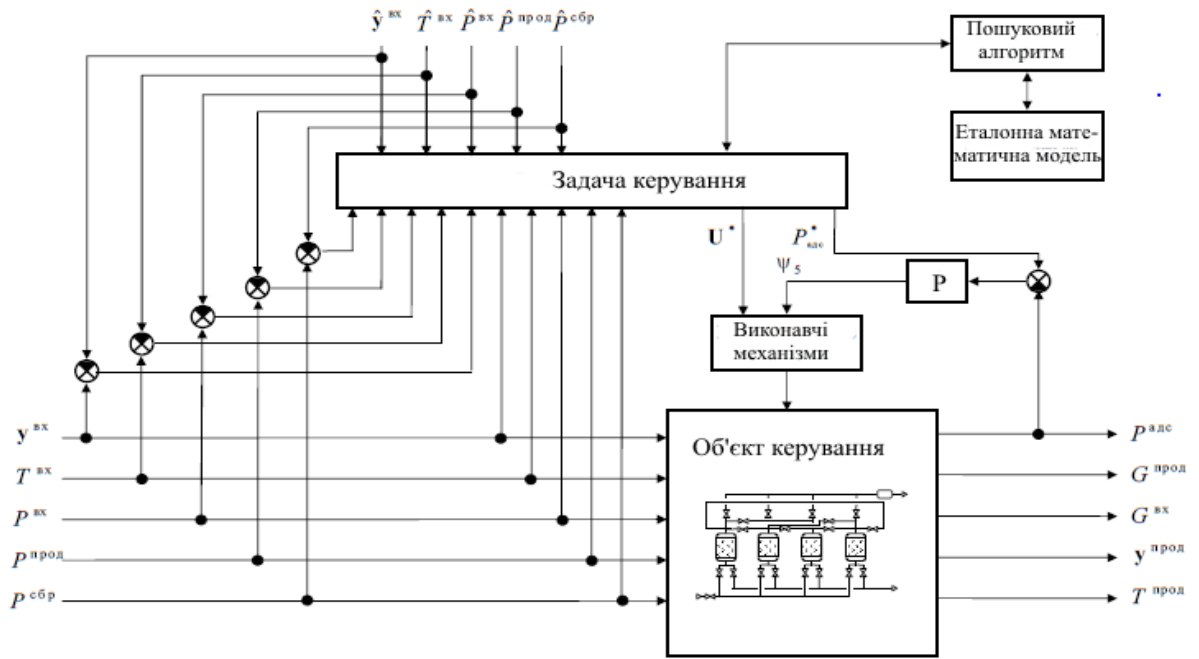 ŷ вх T̂ вх P̂ вх P̂ прод P̂ сбр
Пошуковий
алгоритм
Еталонна мате-
матична модель
Задача керування
U*
P*адс
ψ5
Р
Виконавчі
механізми
y вх
T вх
P вх
P прод
P сбр
Об'єкт керування
P адс
G прод
G вх
y прод
T прод